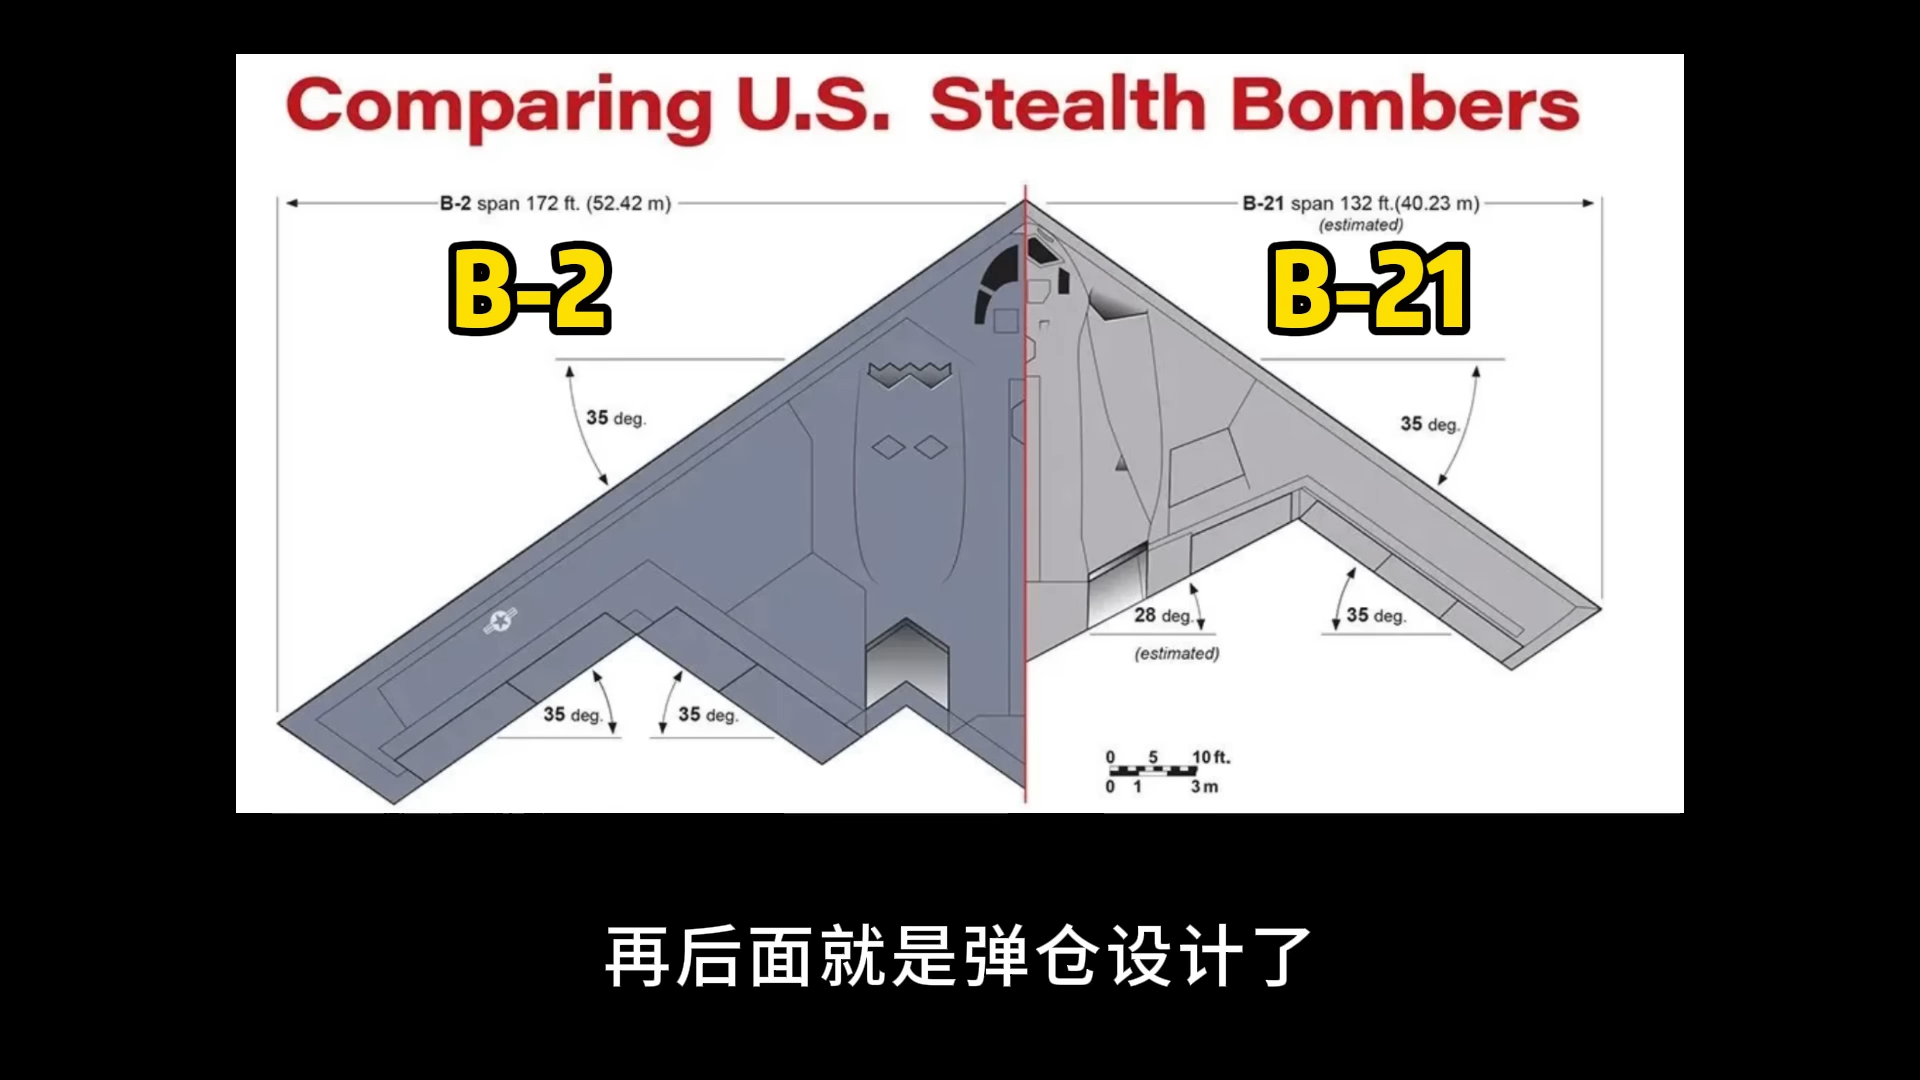 Comparing U.S. Stealth Bombers
B-2 span 172 ft. (52.42 m)
B-21 span 132 ft.(40.23 m)
(estimated)
B-2
B-21
35 deg.
35 deg.
28 deg.
(estimated)
35 deg.
35 deg.
35 deg.
0 5 10 ft.
0 1 3 m
再后面就是弹仓设计了